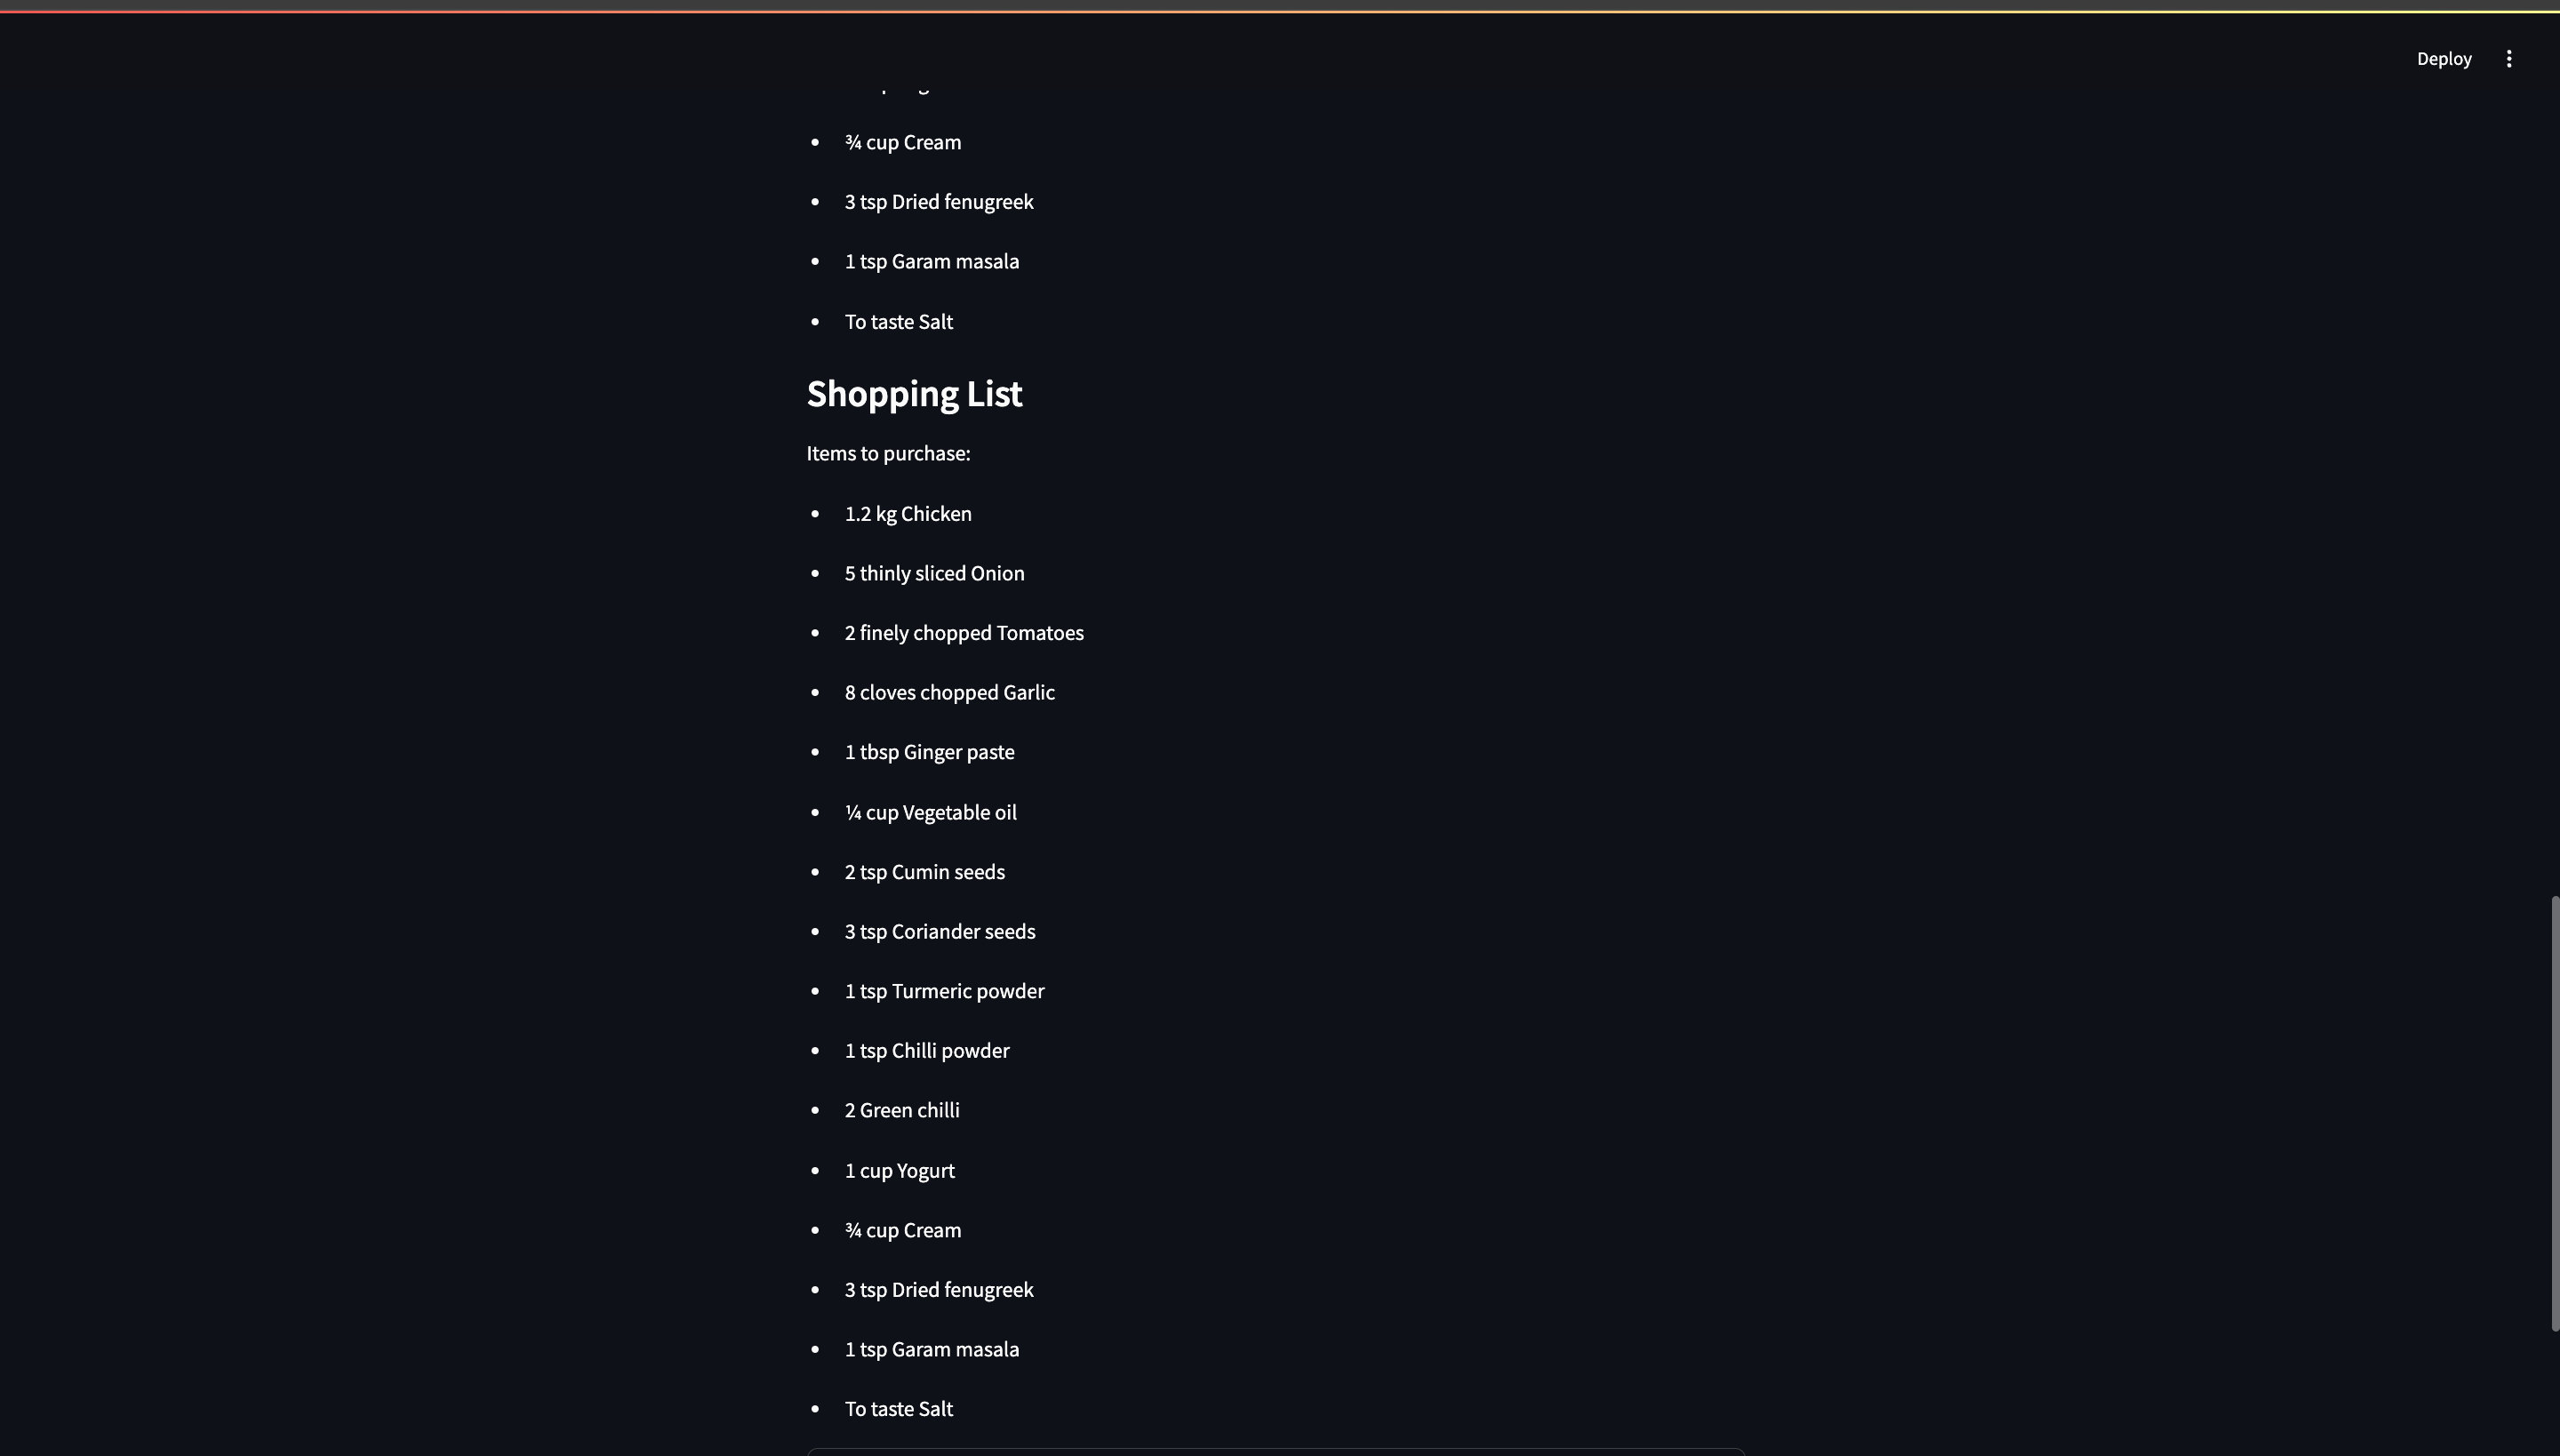 Deploy
¾ cup Cream
3 tsp Dried fenugreek
1 tsp Garam masala
To taste Salt
Shopping List
Items to purchase:
1.2 kg Chicken
5 thinly sliced Onion
2 finely chopped Tomatoes
8 cloves chopped Garlic
1 tbsp Ginger paste
¼ cup Vegetable oil
2 tsp Cumin seeds
3 tsp Coriander seeds
1 tsp Turmeric powder
1 tsp Chilli powder
2 Green chilli
1 cup Yogurt
¾ cup Cream
3 tsp Dried fenugreek
1 tsp Garam masala
To taste Salt